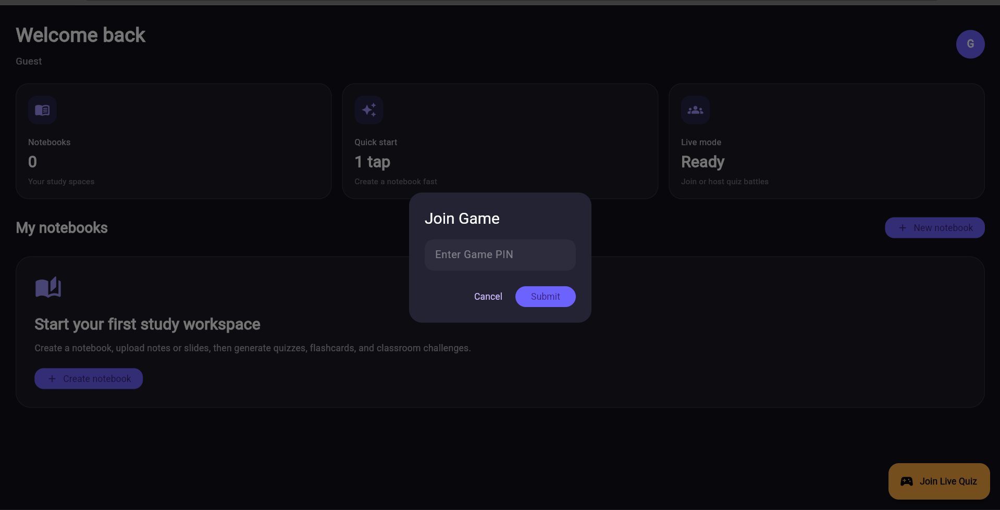 Welcome back
G
Guest
Notebooks
0
Your study spaces
Quick start
1 tap
Create a notebook fast
Live mode
Ready
Join or host quiz battles
My notebooks
+ New notebook
Join Game
Enter Game PIN
Cancel
Submit
Start your first study workspace
Create a notebook, upload notes or slides, then generate quizzes, flashcards, and classroom challenges.
+ Create notebook
Join Live Quiz